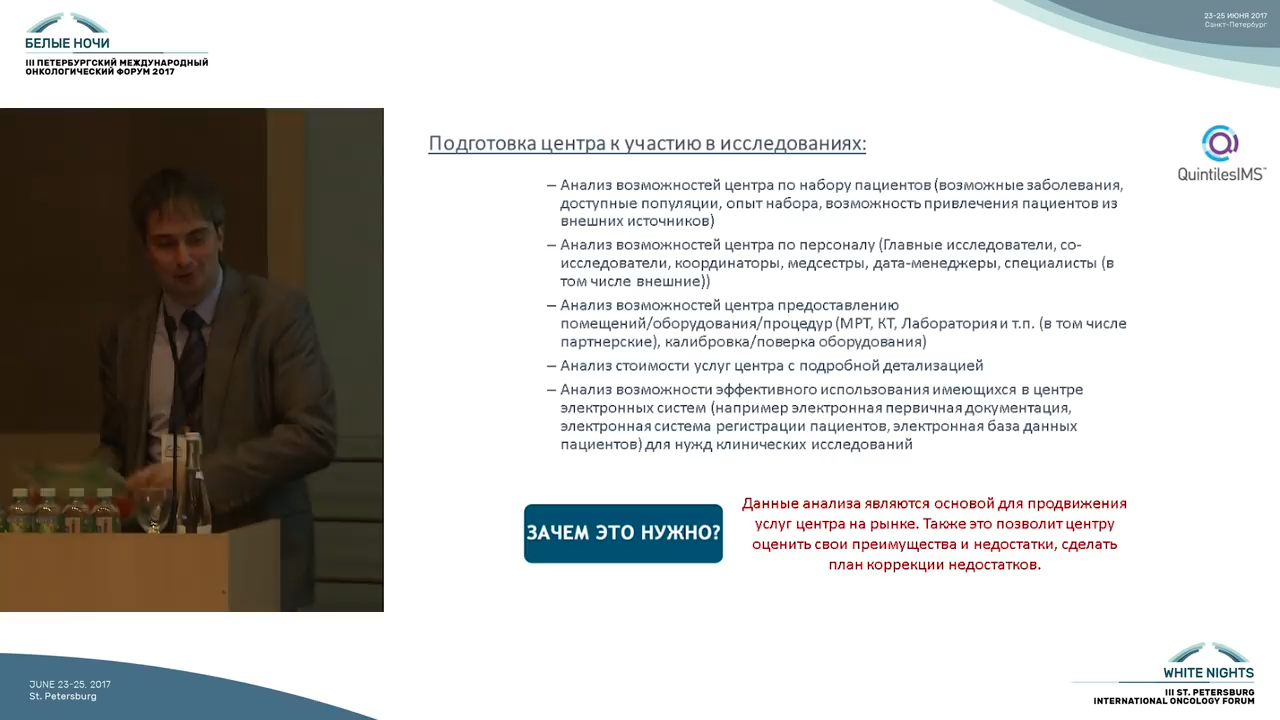 БЕЛЫЕ НОЧИ
III ПЕТЕРБУРГСКИЙ МЕЖДУНАРОДНЫЙ
ОНКОЛОГИЧЕСКИЙ ФОРУМ 2017
23-25 ИЮНЯ 2017
Санкт-Петербург
QuintilesIMS™
Подготовка центра к участию в исследованиях:
– Анализ возможностей центра по набору пациентов (возможные заболевания,
доступные популяции, опыт набора, возможность привлечения пациентов из
внешних источников)
– Анализ возможностей центра по персоналу (Главные исследователи, со-
исследователи, координаторы, медсестры, дата-менеджеры, специалисты (в
том числе внешние))
– Анализ возможностей центра предоставлению
помещений/оборудования/процедур (МРТ, КТ, Лаборатория и т.п. (в том числе
партнерские), калибровка/поверка оборудования)
– Анализ стоимости услуг центра с подробной детализацией
– Анализ возможности эффективного использования имеющихся в центре
электронных систем (например электронная первичная документация,
электронная система регистрации пациентов, электронная база данных
пациентов) для нужд клинических исследований
ЗАЧЕМ ЭТО НУЖНО?
Данные анализа являются основой для продвижения
услуг центра на рынке. Также это позволит центру
оценить свои преимущества и недостатки, сделать
план коррекции недостатков.
JUNE 23-25, 2017
St. Petersburg
WHITE NIGHTS
III ST. PETERSBURG
INTERNATIONAL ONCOLOGY FORUM